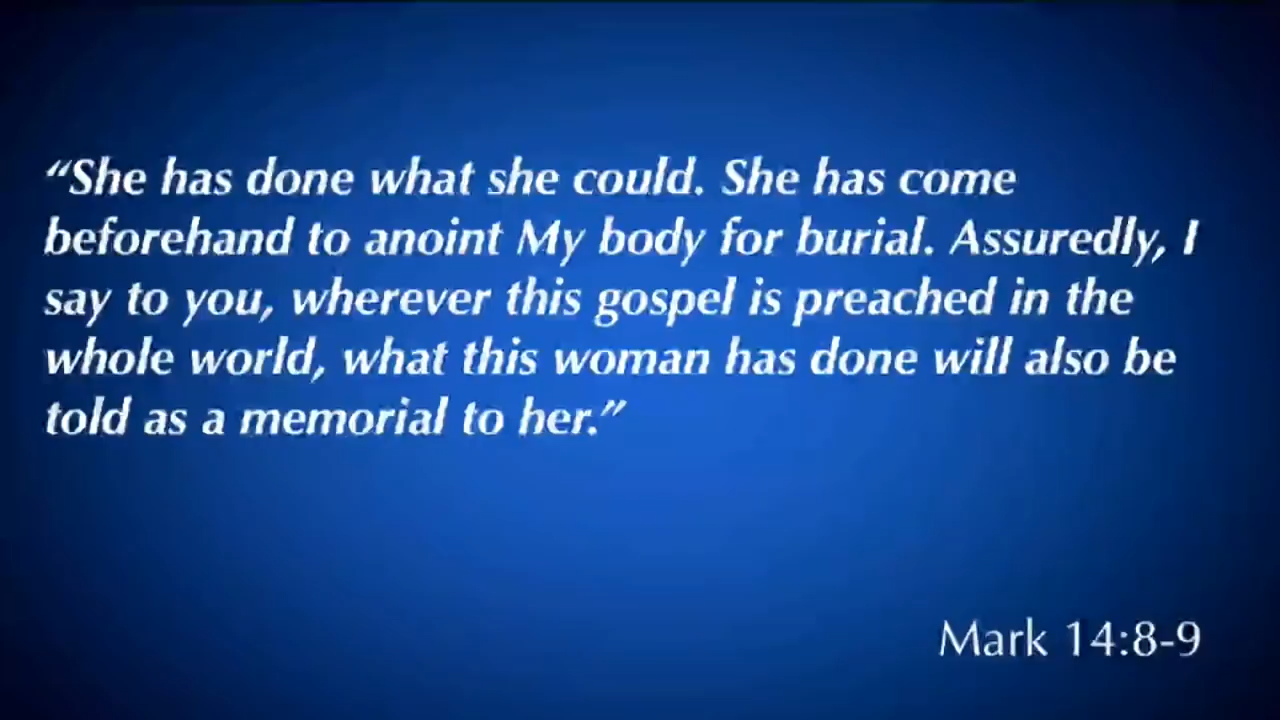 “She has done what she could. She has come
beforehand to anoint My body for burial. Assuredly, I
say to you, wherever this gospel is preached in the
whole world, what this woman has done will also be
told as a memorial to her.”
Mark 14:8-9